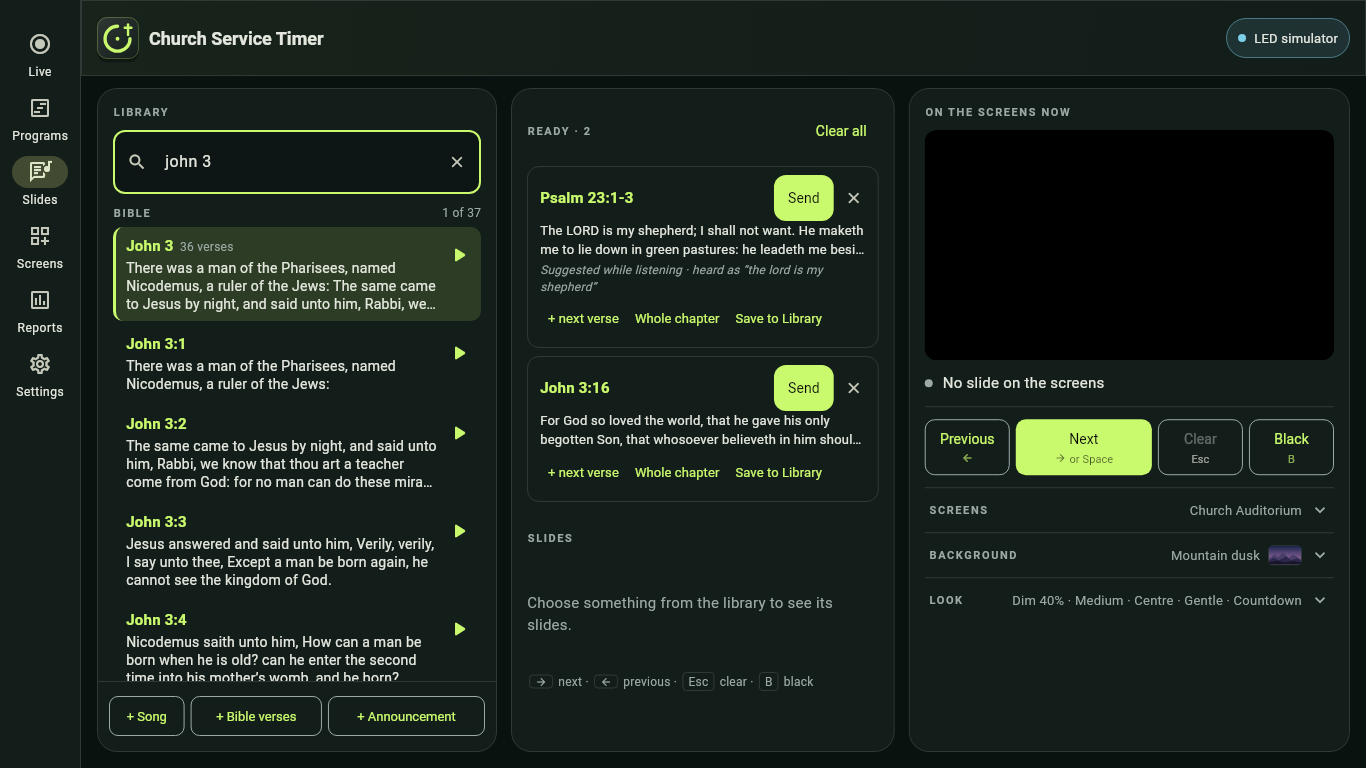 Live
Programs
Slides
Screens
Reports
Settings
Church Service Timer
LED simulator
LIBRARY
john 3
BIBLE
1 of 37
John 3 36 verses
There was a man of the Pharisees, named
Nicodemus, a ruler of the Jews: The same came
to Jesus by night, and said unto him, Rabbi, we…
John 3:1
There was a man of the Pharisees, named
Nicodemus, a ruler of the Jews:
John 3:2
The same came to Jesus by night, and said unto
him, Rabbi, we know that thou art a teacher
come from God: for no man can do these mira…
John 3:3
Jesus answered and said unto him, Verily, verily,
I say unto thee, Except a man be born again, he
cannot see the kingdom of God.
John 3:4
Nicodemus saith unto him, How can a man be
born when he is old? can he enter the second
time into his mother’s womb, and be born?
+ Song
+ Bible verses
+ Announcement
READY · 2
Clear all
Psalm 23:1-3
Send
The LORD is my shepherd; I shall not want. He maketh
me to lie down in green pastures: he leadeth me besi…
Suggested while listening · heard as “the lord is my
shepherd”
+ next verse
Whole chapter
Save to Library
John 3:16
Send
For God so loved the world, that he gave his only
begotten Son, that whosoever believeth in him shoul…
+ next verse
Whole chapter
Save to Library
SLIDES
Choose something from the library to see its
slides.
→ next · ← previous · Esc clear · B black
ON THE SCREENS NOW
No slide on the screens
Previous
←
Next
→ or Space
Clear
Esc
Black
B
SCREENS
Church Auditorium
BACKGROUND
Mountain dusk
LOOK
Dim 40% · Medium · Centre · Gentle · Countdown